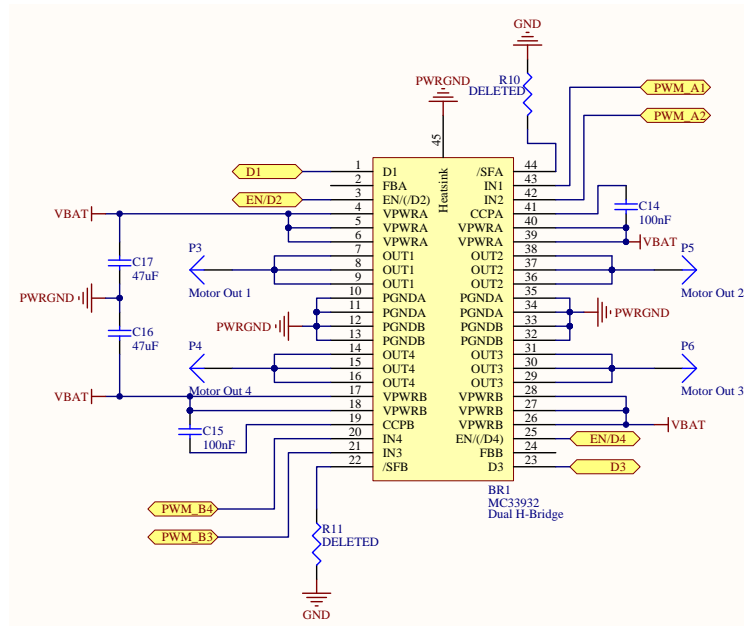 GND
R10
DELETED
PWRGND
PWM_A1
PWM_A2
45
Heatsink
D1 1 D1 /SFA 44
2 FBA IN1 43
EN/D2 3 EN/(/D2) IN2 42
VBAT 4 VPWRA CCPA 41 C14
5 VPWRA VPWRA 40 100nF
6 VPWRA VPWRA 39 VBAT
P3 7 OUT1 OUT2 38 P5
C17 8 OUT1 OUT2 37
47uF 9 OUT1 OUT2 36
Motor Out 1 Motor Out 2
PWRGND 10 PGNDA PGNDA 35
11 PGNDA PGNDA 34 PWRGND
PWRGND 12 PGNDB PGNDB 33
C16 13 PGNDB PGNDB 32
47uF P4 14 OUT4 OUT3 31 P6
15 OUT4 OUT3 30
16 OUT4 OUT3 29
Motor Out 4 Motor Out 3
VBAT 17 VPWRB VPWRB 28
18 VPWRB VPWRB 27
C15 19 CCPB VPWRB 26 VBAT
100nF 20 IN4 EN/(/D4) 25 EN/D4
21 IN3 FBB 24
22 /SFB D3 23 D3
BR1
MC33932
Dual H-Bridge
PWM_B4
PWM_B3
R11
DELETED
GND